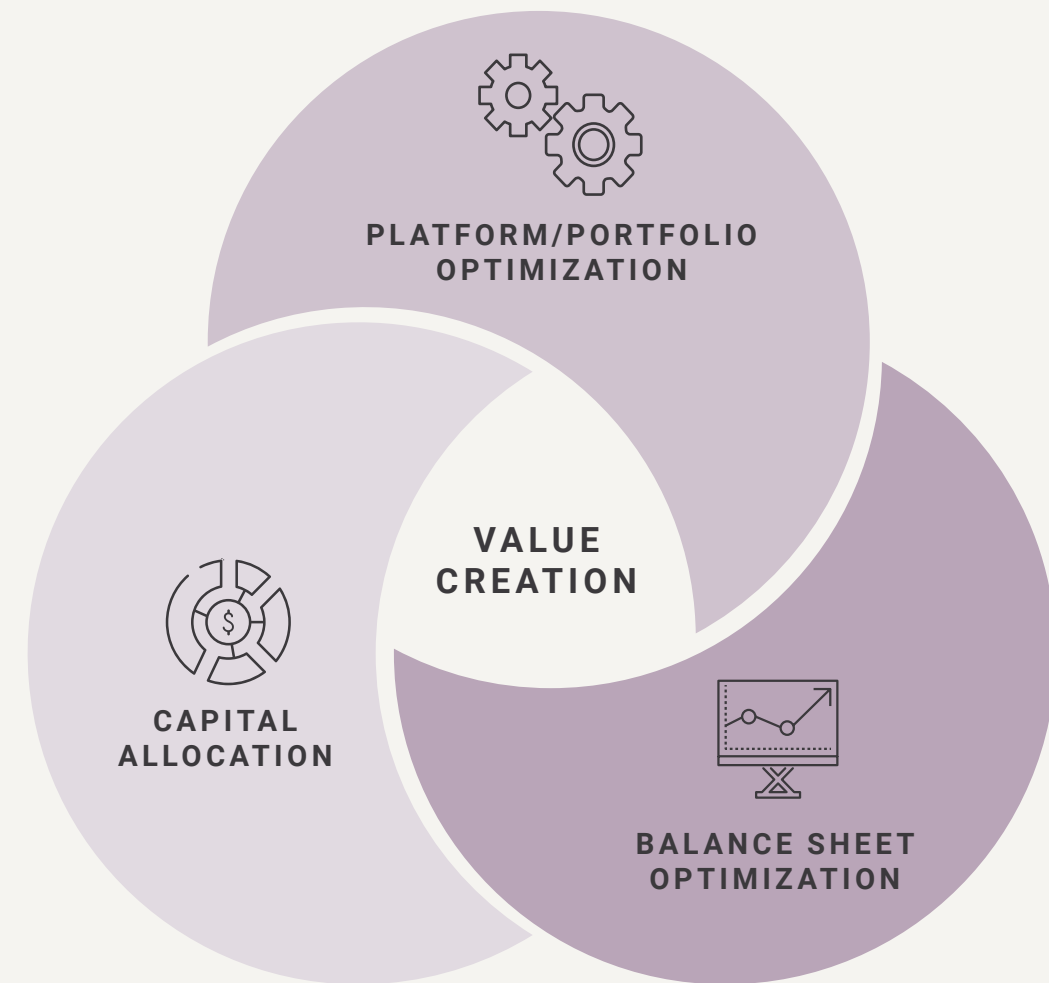 PLATFORM/PORTFOLIO
OPTIMIZATION
VALUE
CREATION
$
CAPITAL
ALLOCATION
BALANCE SHEET
OPTIMIZATION